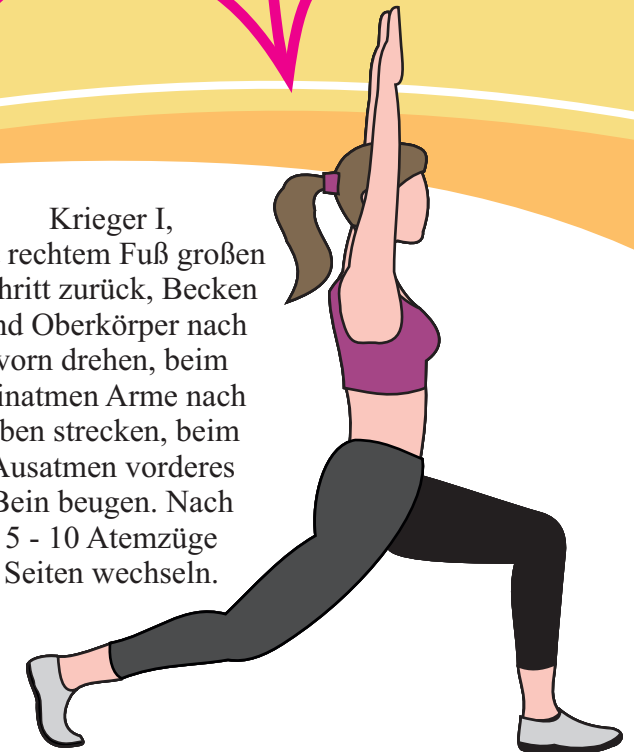 Krieger I,
rechtem Fuß großen
hritt zurück, Becken
nd Oberkörper nach
vorn drehen, beim
inatmen Arme nach
ben strecken, beim
Ausatmen vorderes
Bein beugen. Nach
5 - 10 Atemzüge
Seiten wechseln.